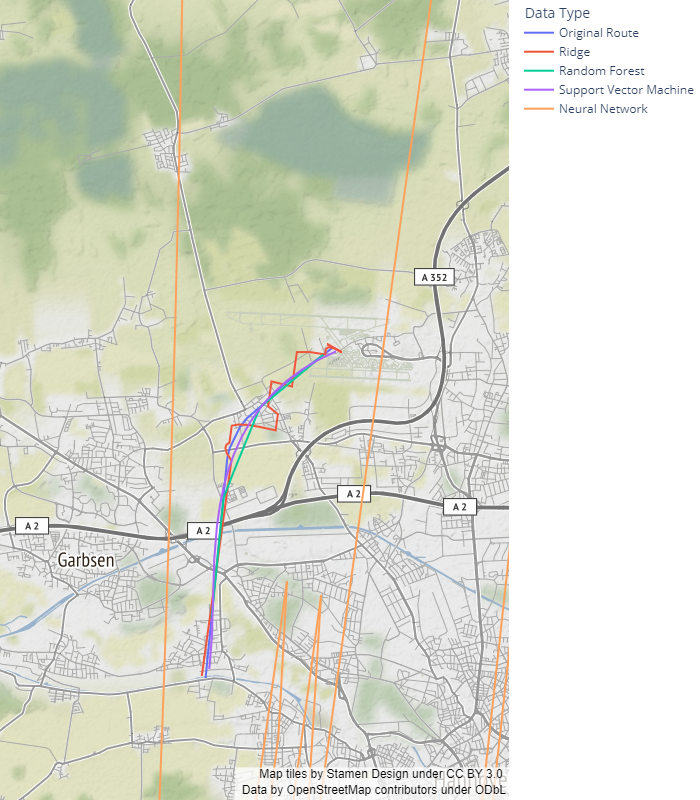 Data Type
Original Route
Ridge
Random Forest
Support Vector Machine
Neural Network
A 352
A 2
A 2
A 2
A 2
Garbsen
Map tiles by Stamen Design under CC BY 3.0.
Data by OpenStreetMap contributors under ODbL